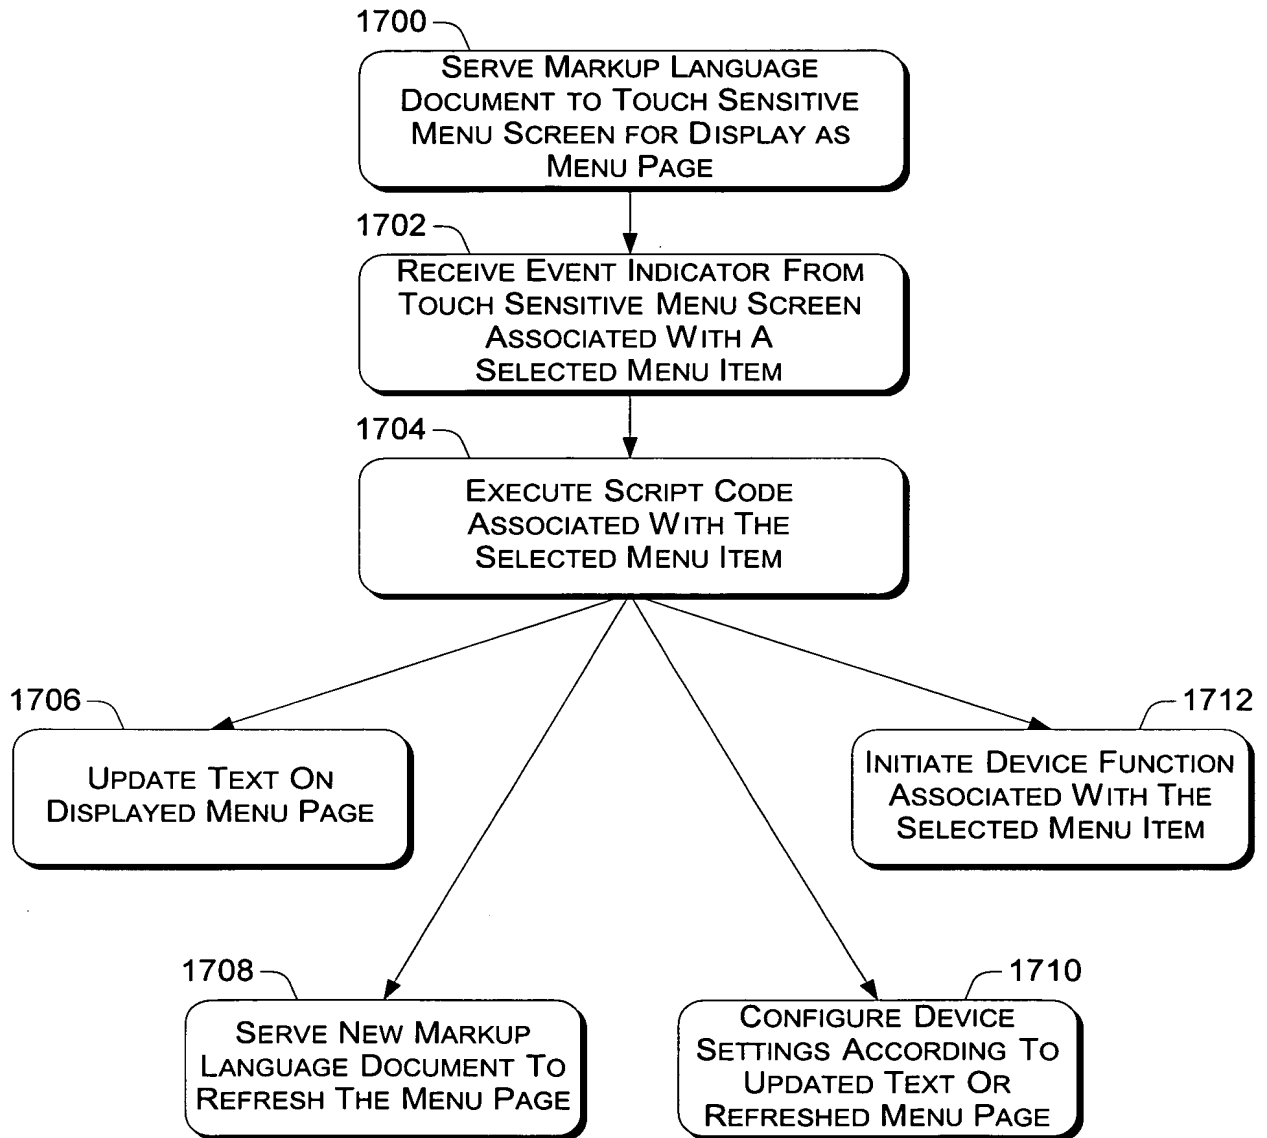 1700
SERVE MARKUP LANGUAGE
DOCUMENT TO TOUCH SENSITIVE
MENU SCREEN FOR DISPLAY AS
MENU PAGE
1702
RECEIVE EVENT INDICATOR FROM
TOUCH SENSITIVE MENU SCREEN
ASSOCIATED WITH A
SELECTED MENU ITEM
1704
EXECUTE SCRIPT CODE
ASSOCIATED WITH THE
SELECTED MENU ITEM
1706
UPDATE TEXT ON
DISPLAYED MENU PAGE
1712
INITIATE DEVICE FUNCTION
ASSOCIATED WITH THE
SELECTED MENU ITEM
1708
SERVE NEW MARKUP
LANGUAGE DOCUMENT TO
REFRESH THE MENU PAGE
1710
CONFIGURE DEVICE
SETTINGS ACCORDING TO
UPDATED TEXT OR
REFRESHED MENU PAGE